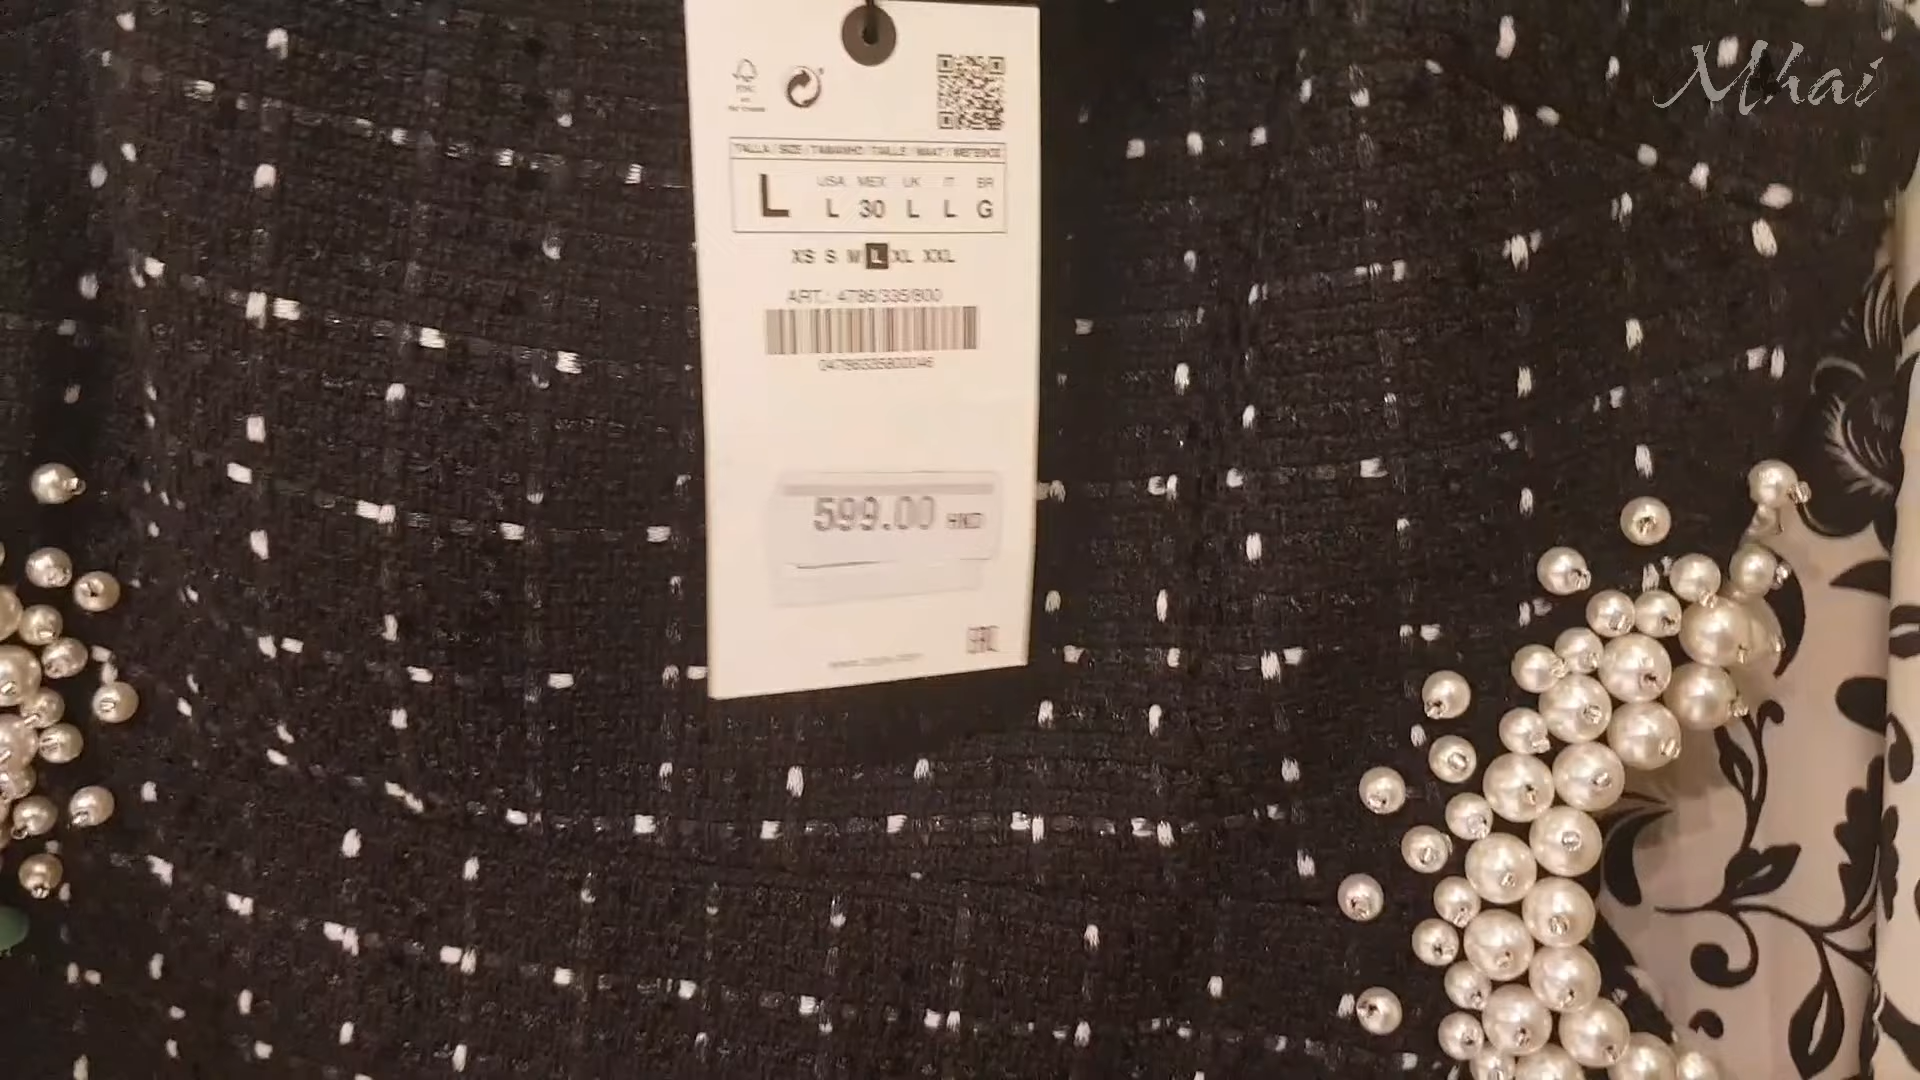 Mhai
TALLA / SIZE / TAMANHO / TAILLE / MAAT / ΜΕΓΕΘΟΣ
L
USA MEX UK IT BR
L 30 L L G
XS S M L XL XXL
ART.: 4786/335/800
04786335800046
599.00 HKD